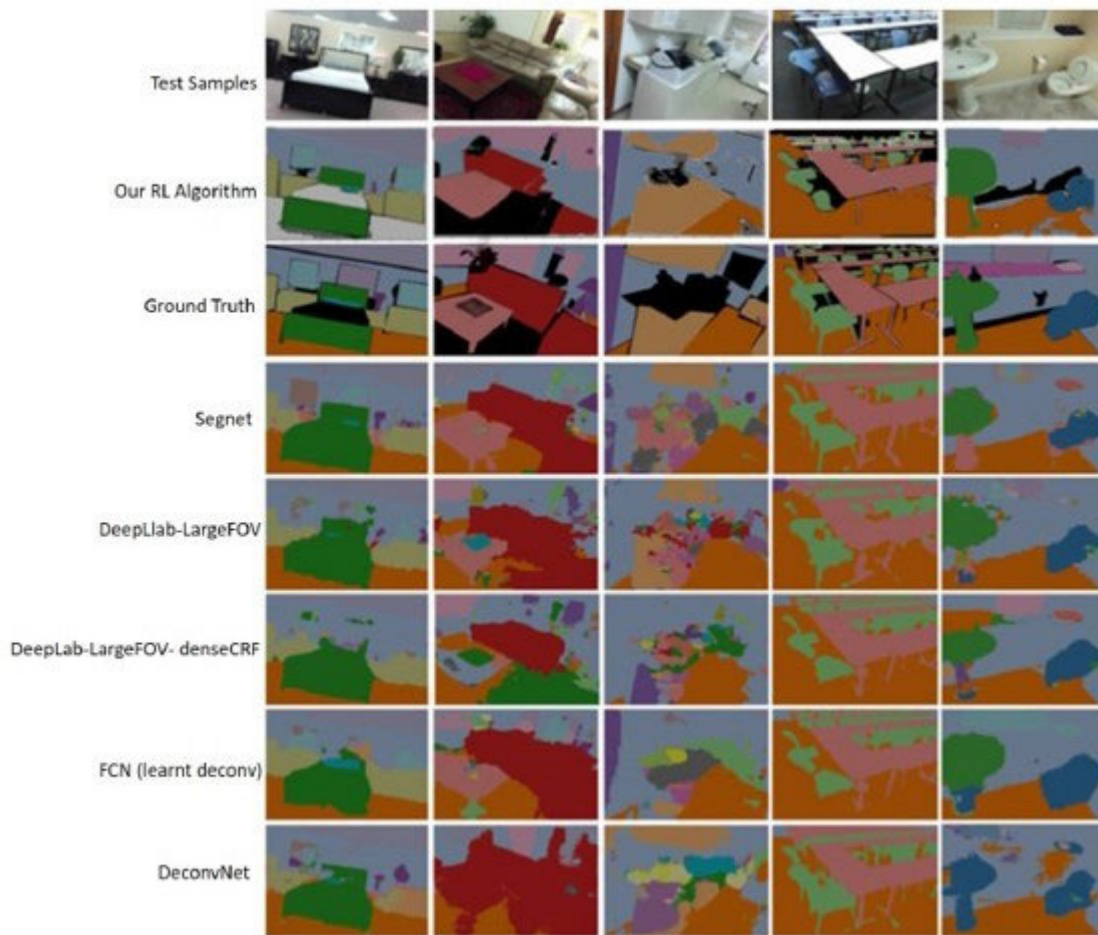 Test Samples
Our RL Algorithm
Ground Truth
Segnet
DeepLlab-LargeFOV
DeepLab-LargeFOV- denseCRF
FCN (learnt deconv)
DeconvNet